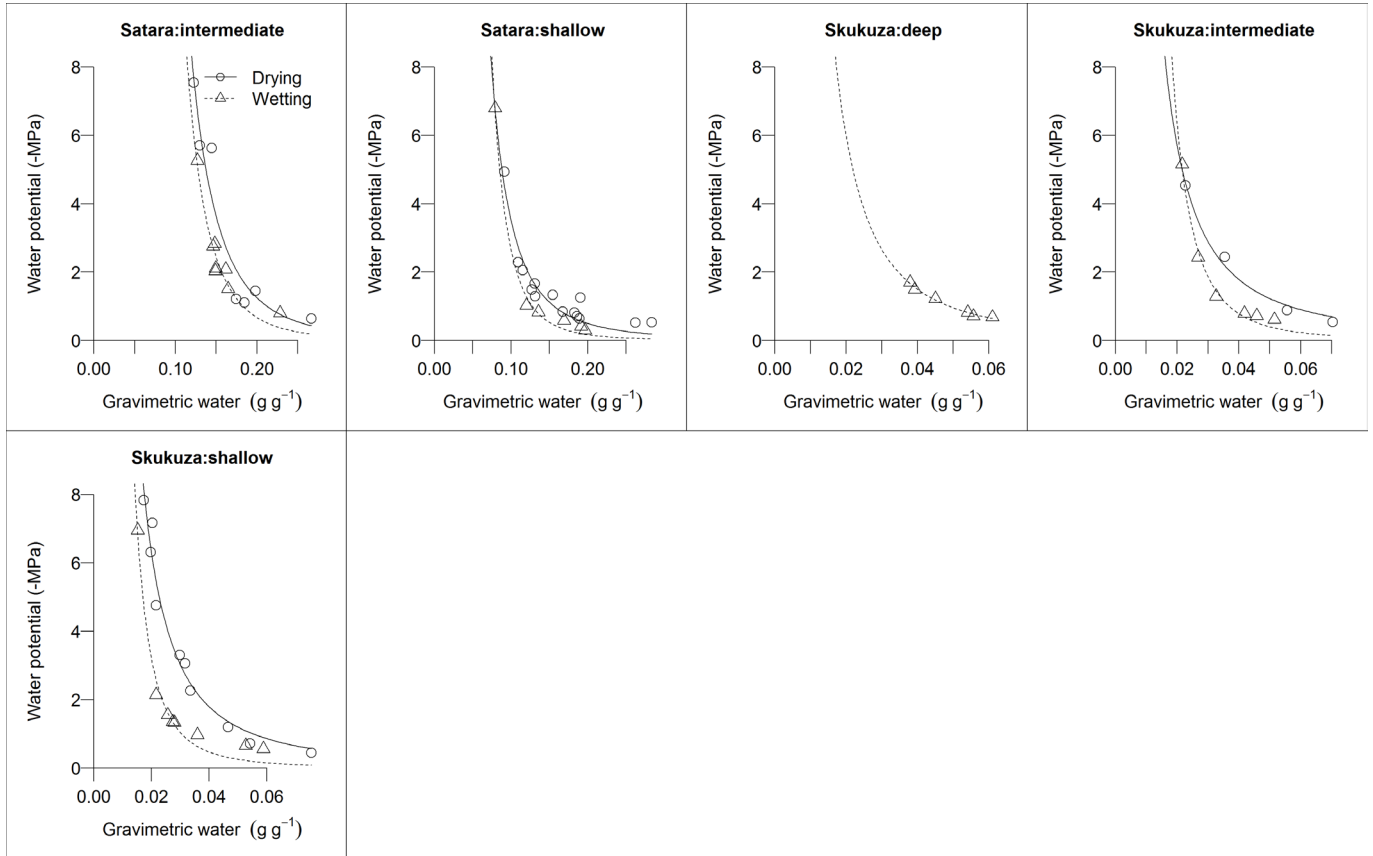 Satara:intermediate
8
6
4
2
0
Water potential (-MPa)
Drying
Wetting
0.00 0.10 0.20
Gravimetric water (g g⁻¹)
Satara:shallow
8
6
4
2
0
Water potential (-MPa)
0.00 0.10 0.20
Gravimetric water (g g⁻¹)
Skukuza:deep
8
6
4
2
0
Water potential (-MPa)
0.00 0.02 0.04 0.06
Gravimetric water (g g⁻¹)
Skukuza:intermediate
8
6
4
2
0
Water potential (-MPa)
0.00 0.02 0.04 0.06
Gravimetric water (g g⁻¹)
Skukuza:shallow
8
6
4
2
0
Water potential (-MPa)
0.00 0.02 0.04 0.06
Gravimetric water (g g⁻¹)